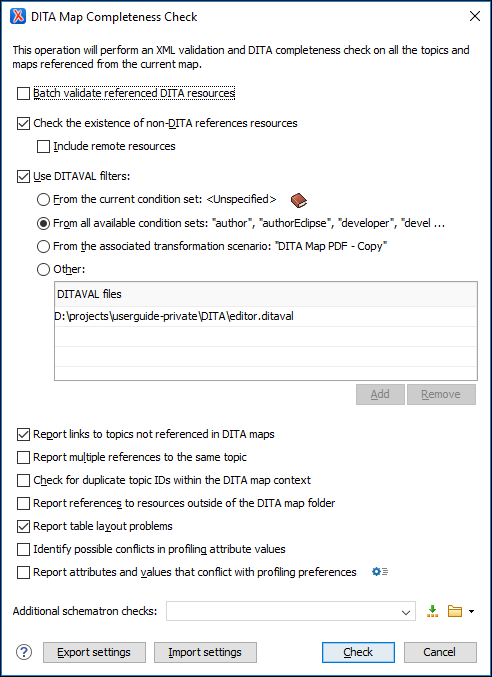 DITA Map Completeness Check
This operation will perform an XML validation and DITA completeness check on all the topics and
maps referenced from the current map.
Batch validate referenced DITA resources
Check the existence of non-DITA references resources
Include remote resources
Use DITAVAL filters:
From the current condition set: <Unspecified>
From all available condition sets: "author", "authorEclipse", "developer", "devel ...
From the associated transformation scenario: "DITA Map PDF - Copy"
Other:
DITAVAL files
D:\projects\userguide-private\DITA\editor.ditaval
Add Remove
Report links to topics not referenced in DITA maps
Report multiple references to the same topic
Check for duplicate topic IDs within the DITA map context
Report references to resources outside of the DITA map folder
Report table layout problems
Identify possible conflicts in profiling attribute values
Report attributes and values that conflict with profiling preferences
Additional schematron checks:
? Export settings Import settings Check Cancel